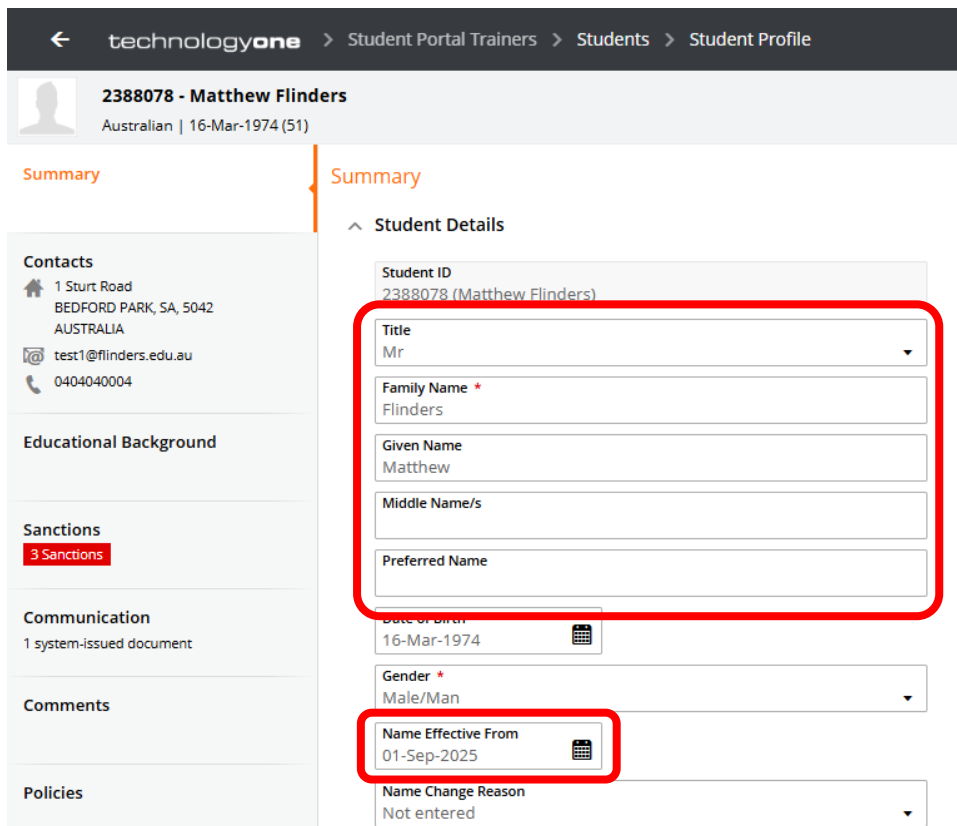 technologyone > Student Portal Trainers > Students > Student Profile
2388078 - Matthew Flinders
Australian | 16-Mar-1974 (51)
Summary
Contacts
1 Sturt Road
BEDFORD PARK, SA, 5042
AUSTRALIA
test1@flinders.edu.au
0404040004
Educational Background
Sanctions
3 Sanctions
Communication
1 system-issued document
Comments
Policies
Summary
Student Details
Student ID
2388078 (Matthew Flinders)
Title
Mr
Family Name *
Flinders
Given Name
Matthew
Middle Name/s
Preferred Name
Date of Birth
16-Mar-1974
Gender *
Male/Man
Name Effective From
01-Sep-2025
Name Change Reason
Not entered